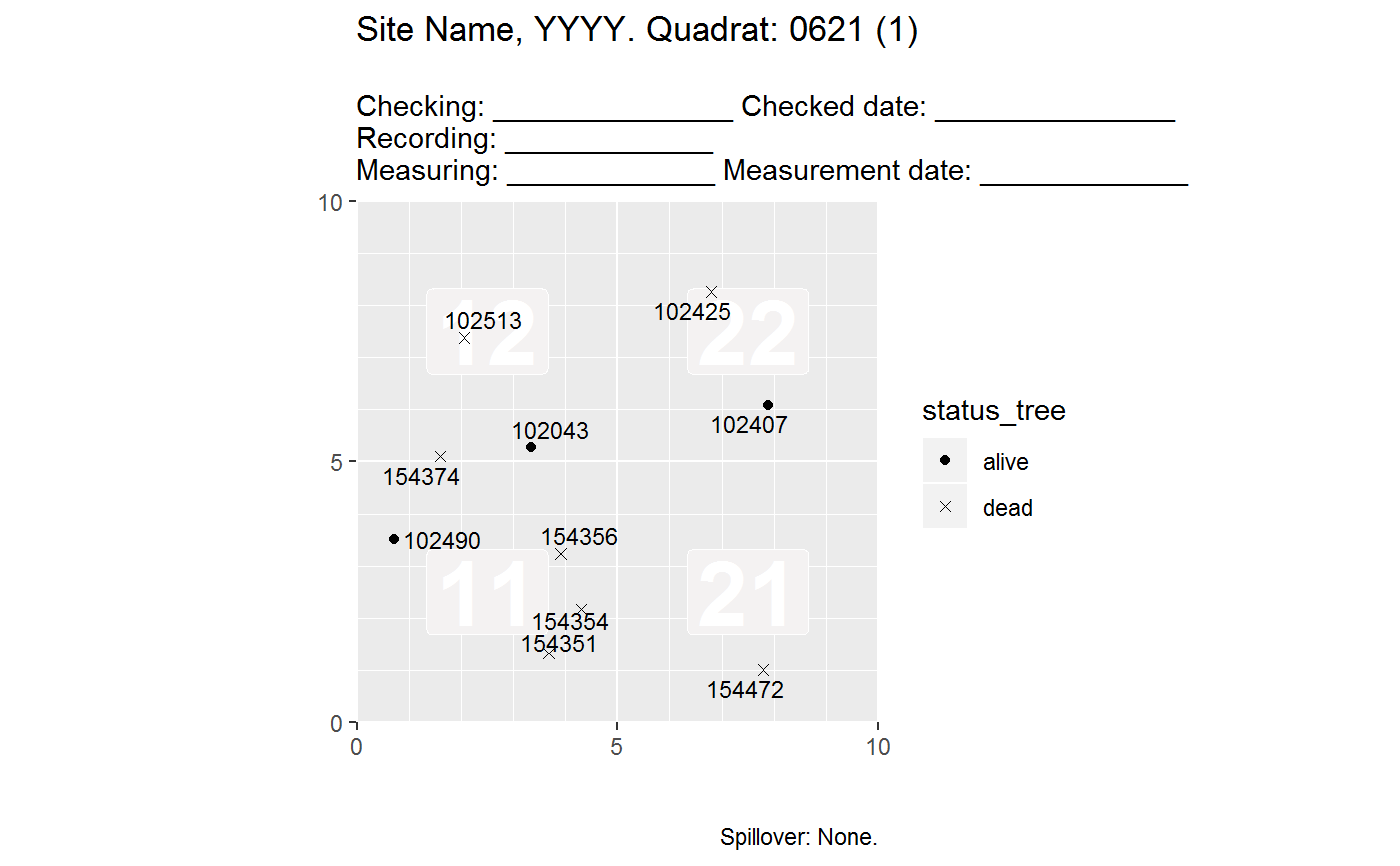 Site Name, YYYY. Quadrat: 0621 (1)
Checking: _______________ Checked date: _______________
Recording: _____________
Measuring: _____________ Measurement date: _____________
10
12
22
102425
102513
102407
102043
status_tree
alive
dead
5
154374
102490
154356
11
21
154354
154351
154472
0
0
5
10
Spillover: None.